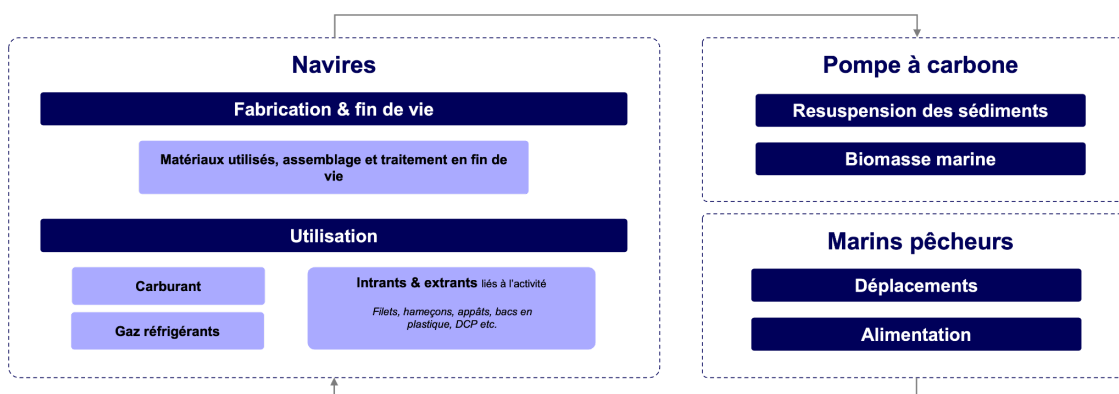 Navires
Fabrication & fin de vie
Matériaux utilisés, assemblage et traitement en fin de
vie
Utilisation
Carburant
Gaz réfrigérants
Intrants & extrants liés à l'activité
Filets, hameçons, appâts, bacs en
plastique, DCP etc.
Pompe à carbone
Resuspension des sédiments
Biomasse marine
Marins pêcheurs
Déplacements
Alimentation